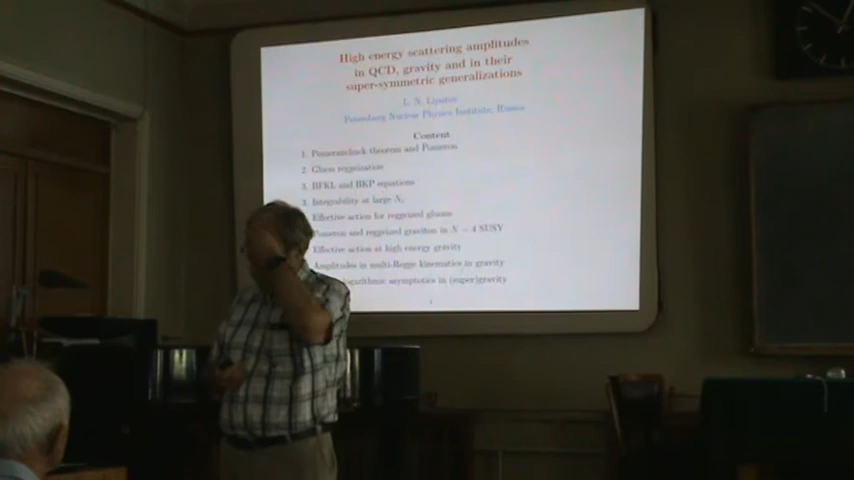 High energy scattering amplitudes
in QCD, gravity and in their
super-symmetric generalizations
L. N. Lipatov
Petersburg Nuclear Physics Institute, Russia
Content
1. Pomeranchuck theorem and Pomeron
2. Gluon reggeization
3. BFKL and BKP equations
3. Integrability at large N_c
Effective action for reggeized gluons
Pomeron and reggeized graviton in N = 4 SUSY
Effective action at high energy gravity
Amplitudes in multi-Regge kinematics in gravity
logarithmic asymptotics in (super)gravity
1